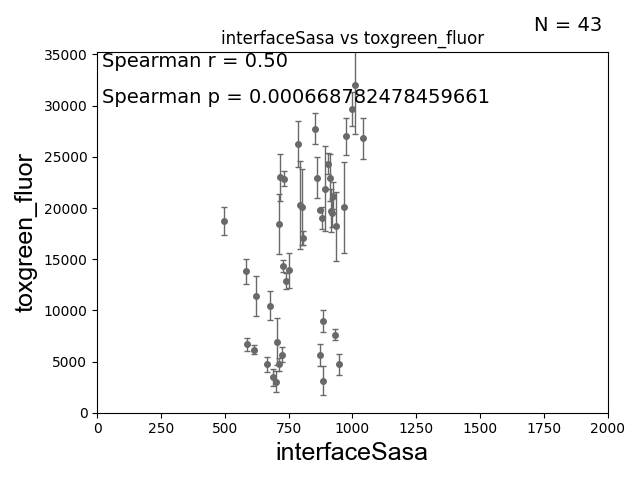 N = 43
interfaceSasa vs toxgreen_fluor
Spearman r = 0.50
Spearman p = 0.000668782478459661
toxgreen_fluor
35000
30000
25000
20000
15000
10000
5000
0
0 250 500 750 1000 1250 1500 1750 2000
interfaceSasa